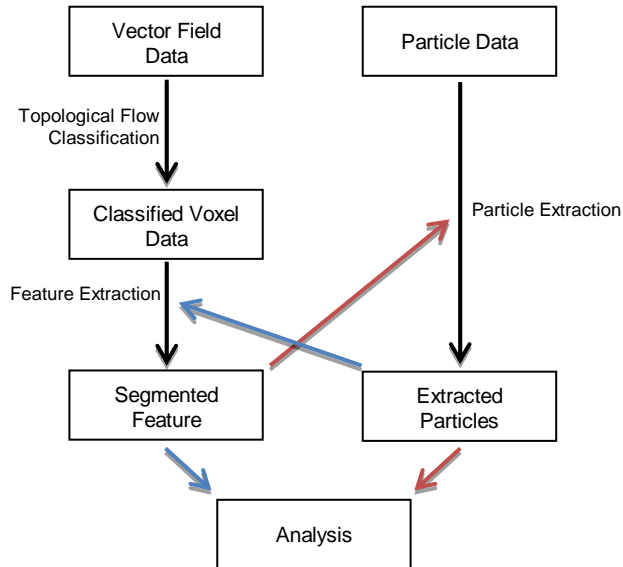 Vector Field
Data
Particle Data
Topological Flow
Classification
Classified Voxel
Data
Particle Extraction
Feature Extraction
Segmented
Feature
Extracted
Particles
Analysis